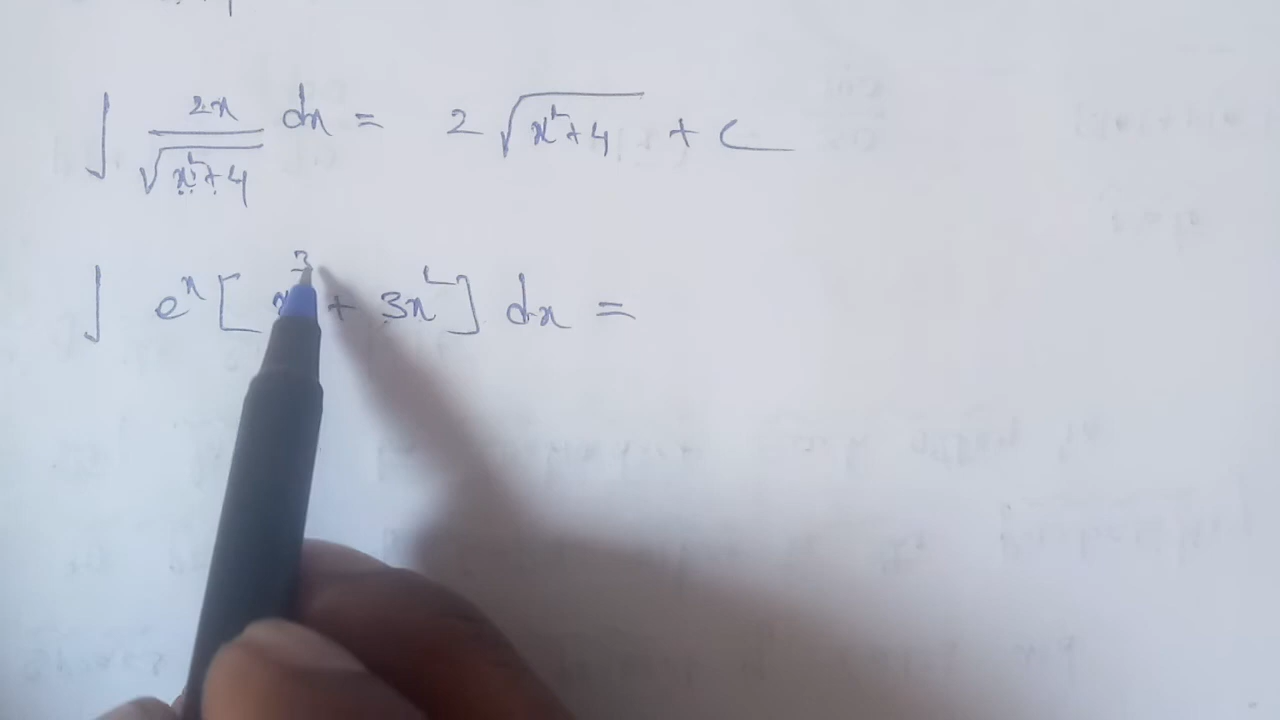 ∫ 2x/√(x²+4) dx = 2√(x²+4) + C
∫ eˣ [x³ + 3x²] dx =